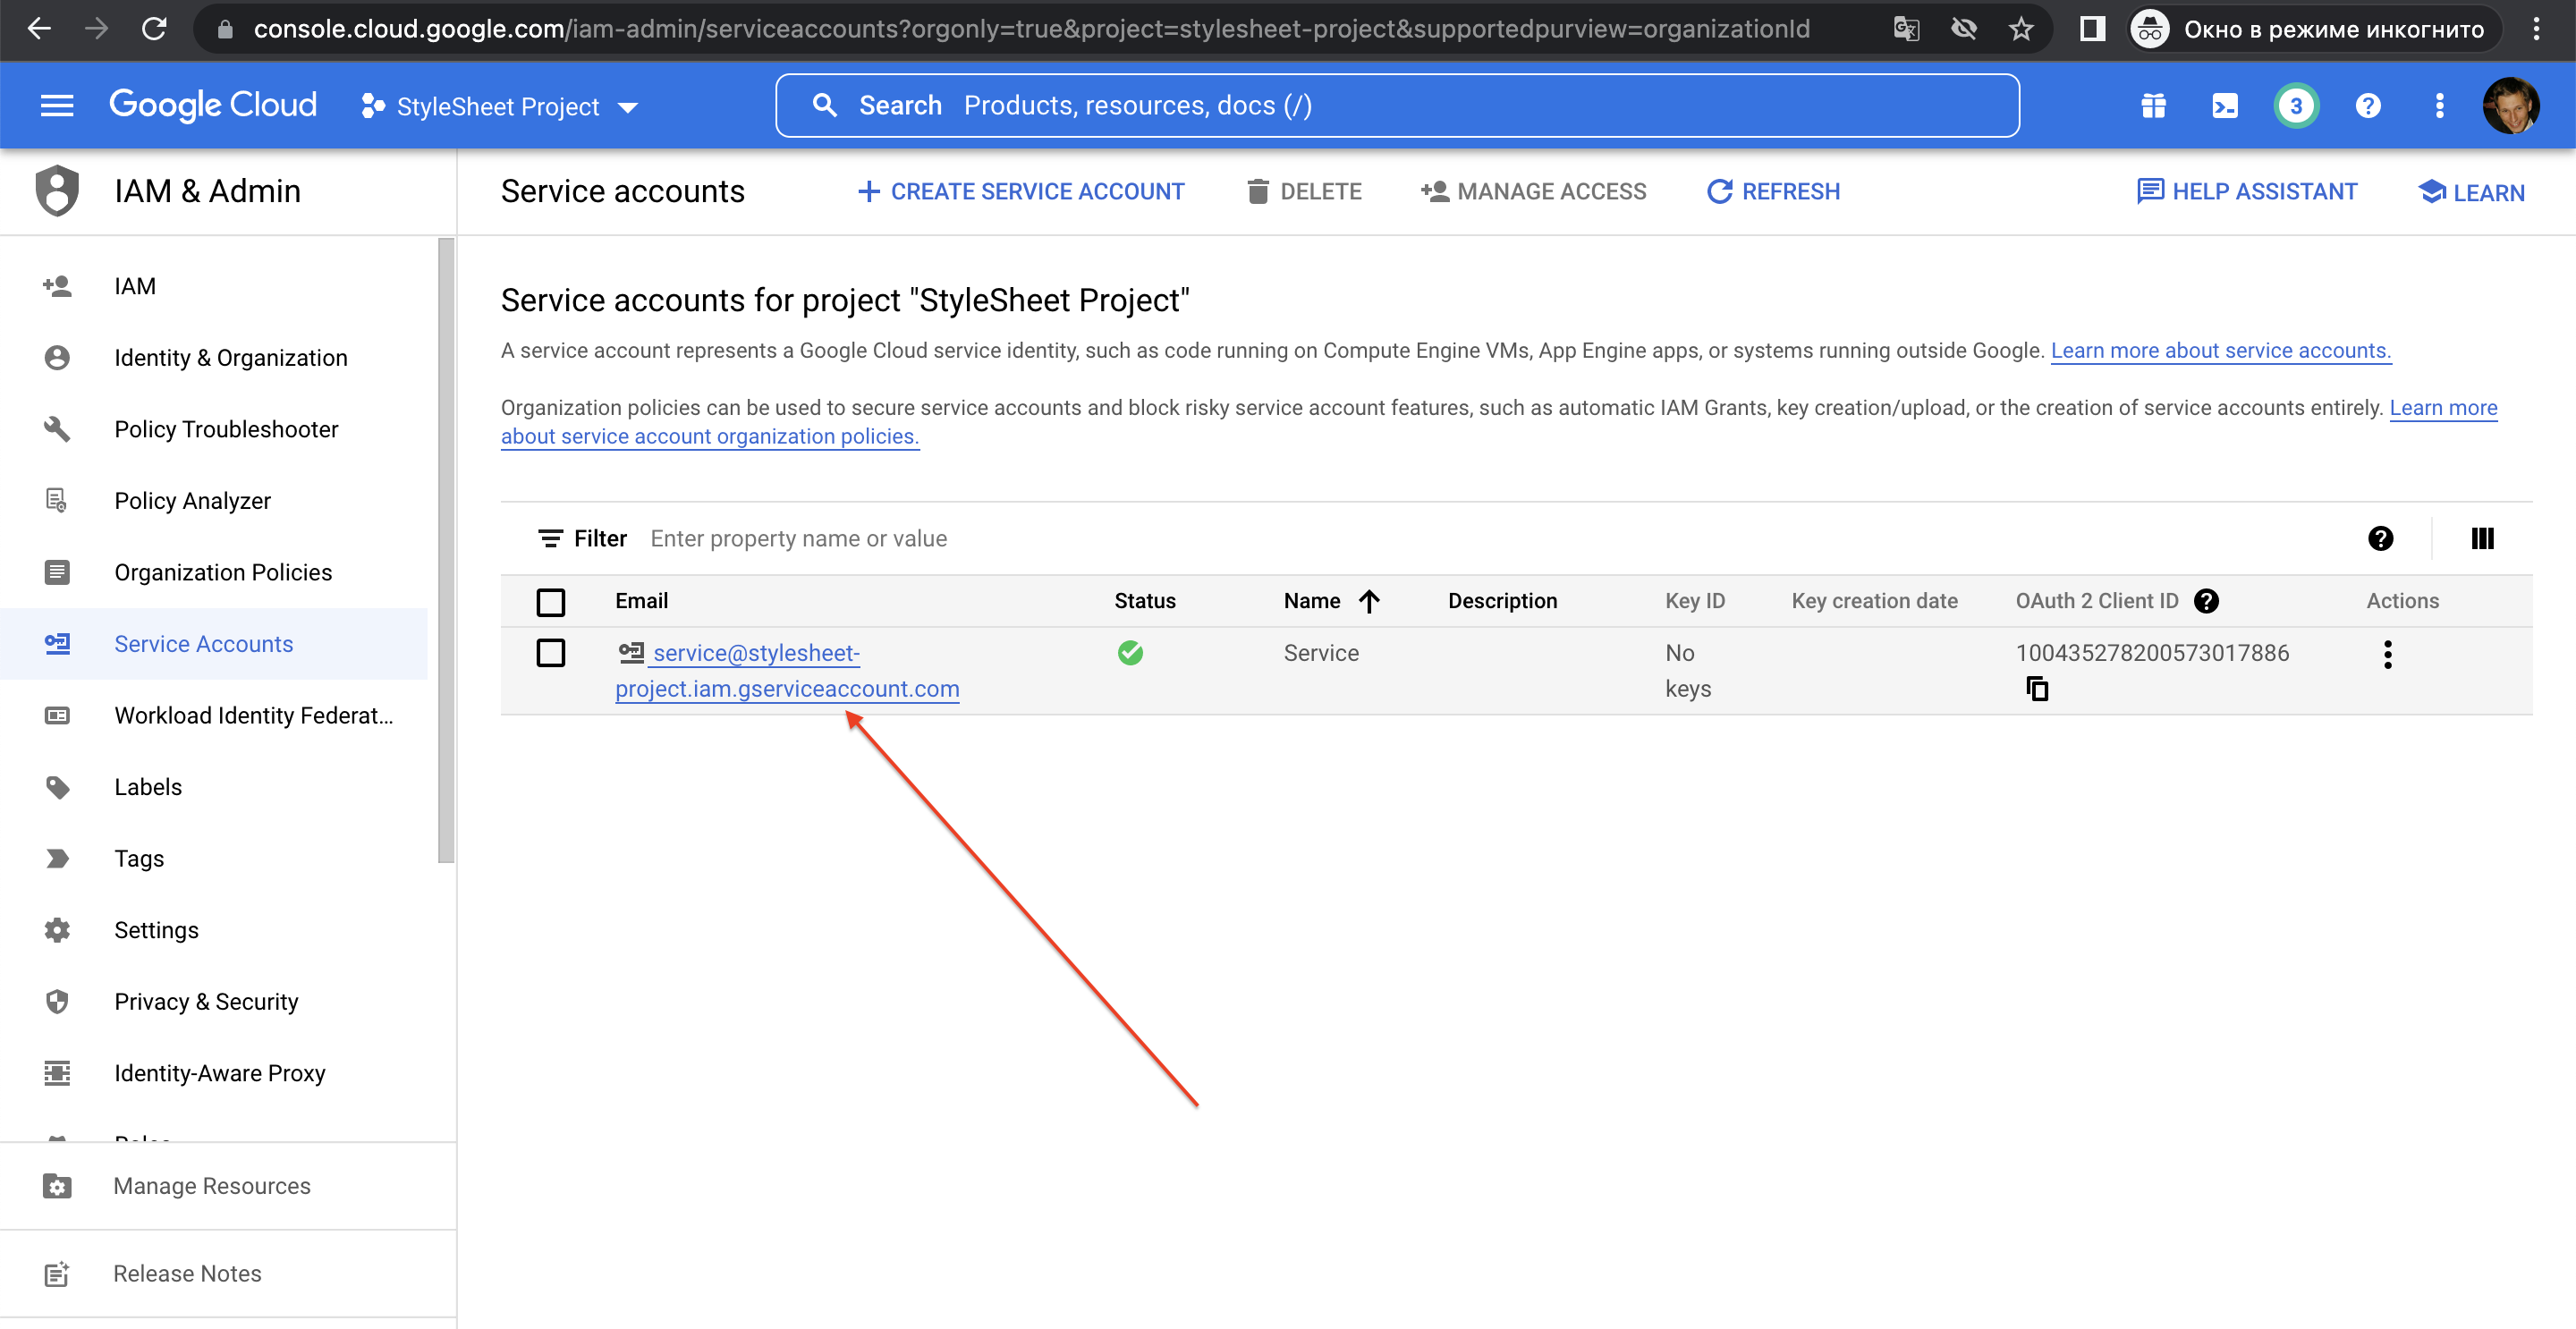 console.cloud.google.com/iam-admin/serviceaccounts?orgonly=true&project=stylesheet-project&supportedpurview=organizationId
Окно в режиме инкогнито
Google Cloud
StyleSheet Project
Search Products, resources, docs (/)
3
IAM & Admin
Service accounts
CREATE SERVICE ACCOUNT
DELETE
MANAGE ACCESS
REFRESH
HELP ASSISTANT
LEARN
IAM
Identity & Organization
Policy Troubleshooter
Policy Analyzer
Organization Policies
Service Accounts
Workload Identity Federat...
Labels
Tags
Settings
Privacy & Security
Identity-Aware Proxy
Manage Resources
Release Notes
Service accounts for project "StyleSheet Project"
A service account represents a Google Cloud service identity, such as code running on Compute Engine VMs, App Engine apps, or systems running outside Google. Learn more about service accounts.
Organization policies can be used to secure service accounts and block risky service account features, such as automatic IAM Grants, key creation/upload, or the creation of service accounts entirely. Learn more
about service account organization policies.
Filter Enter property name or value
Email Status Name Description Key ID Key creation date OAuth 2 Client ID Actions
service@stylesheet- Service No 100435278200573017886
project.iam.gserviceaccount.com keys